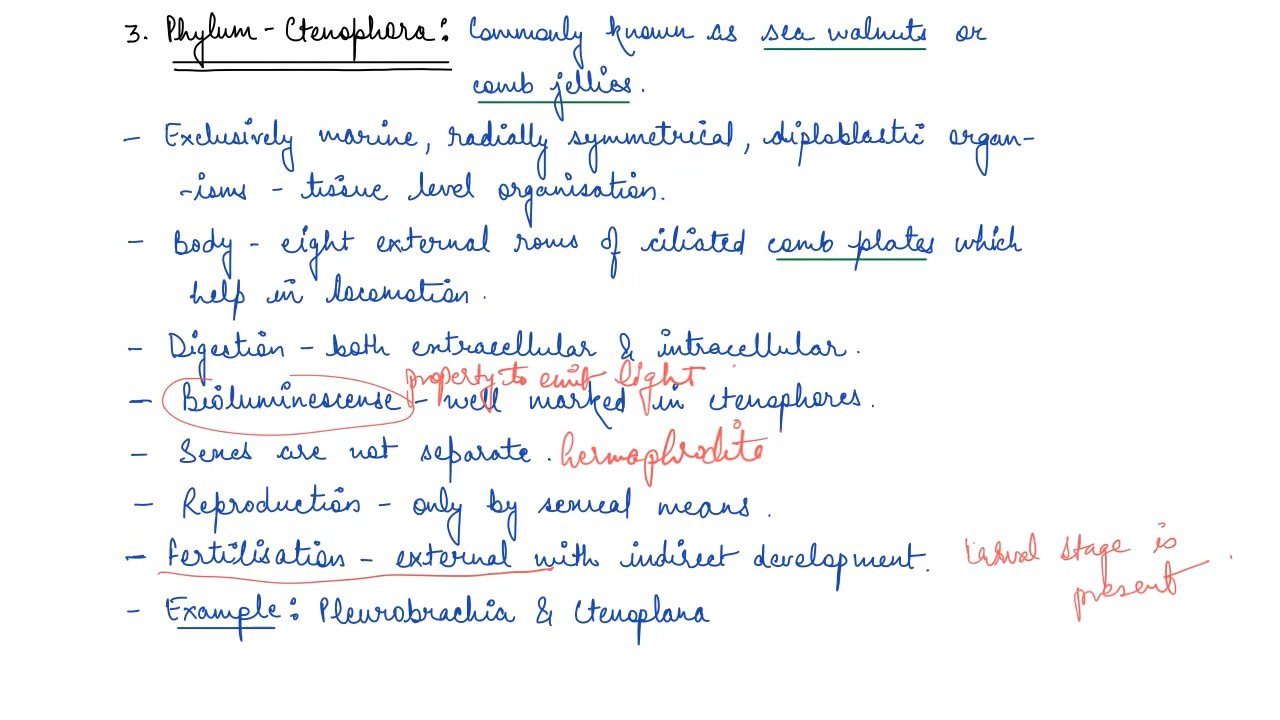 3. Phylum - Ctenophora: Commonly known as sea walnuts or
comb jellies.
- Exclusively marine, radially symmetrical, diploblastic organ-
-isms - tissue level organisation.
- Body - eight external rows of ciliated comb plates which
help in locomotion.
- Digestion - both extracellular & intracellular.
property to emit light
- Bioluminescense - well marked in ctenophores.
- Sexes are not separate. hermaphrodite
- Reproduction - only by sexual means.
- Fertilisation - external with indirect development. Larval stage is
present
- Example: Pleurobrachia & Ctenoplana